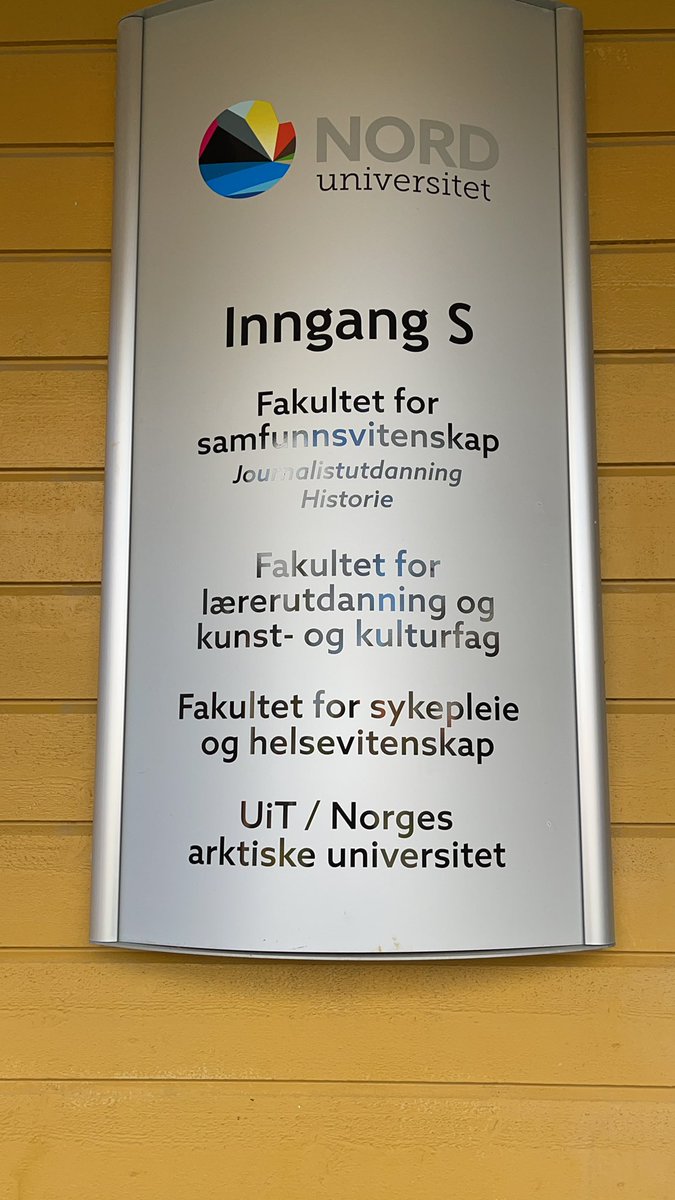 NORD
universitet
Inngang S
Fakultet for
samfunnsvitenskap
Journalistutdanning
Historie
Fakultet for
lærerutdanning og
kunst- og kulturfag
Fakultet for sykepleie
og helsevitenskap
UiT / Norges
arktiske universitet